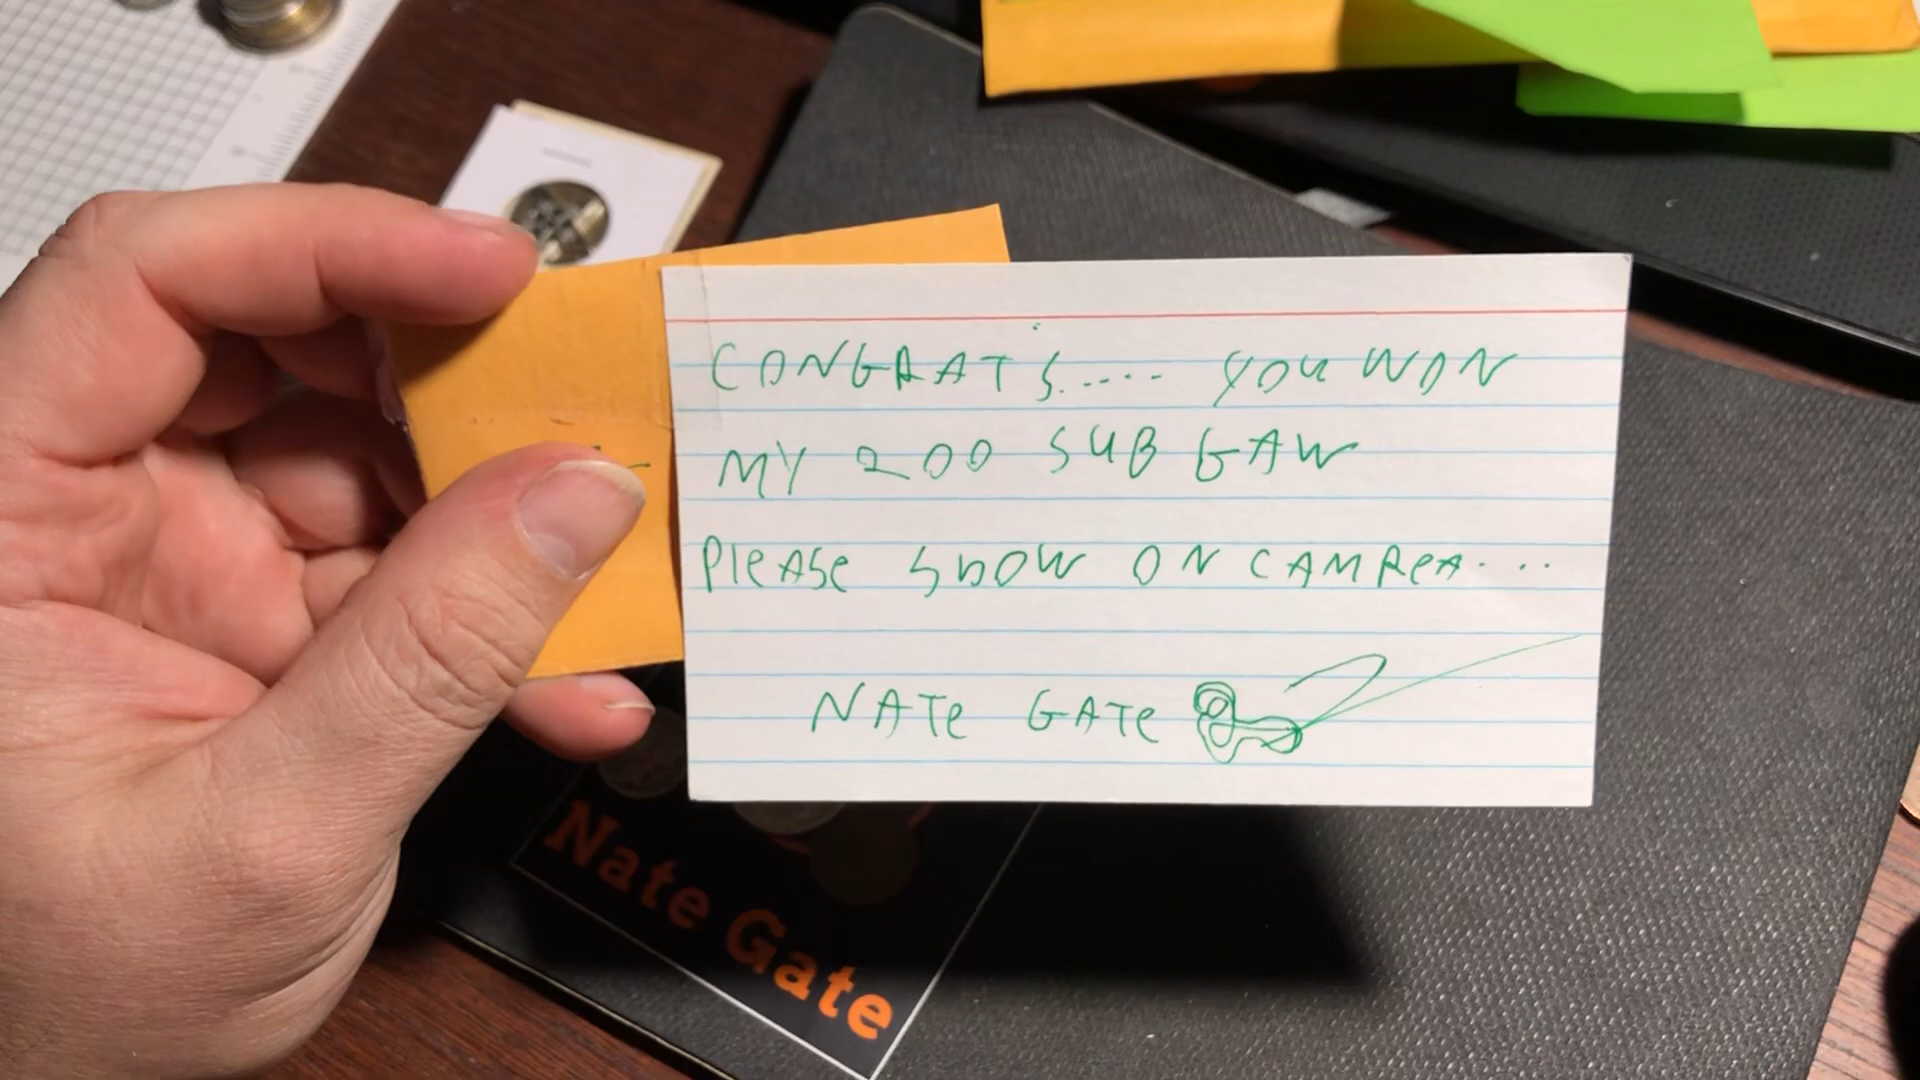 CONGRATS..... YOU WON
MY 200 SUB GAW
PLeASe SHOW ON CAMReA....
NATe GATe
Nate Gate